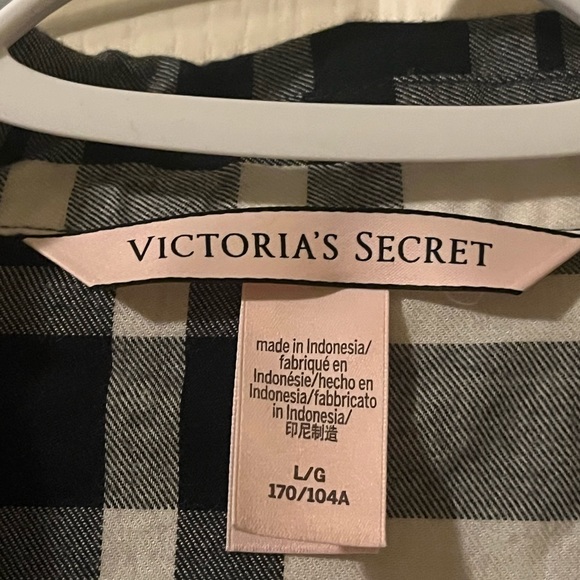 VICTORIA'S SECRET
made in Indonesia/
fabriqué en
Indonésie/hecho en
Indonesia/fabbricato
in Indonesia/
印尼制造
L/G
170/104A